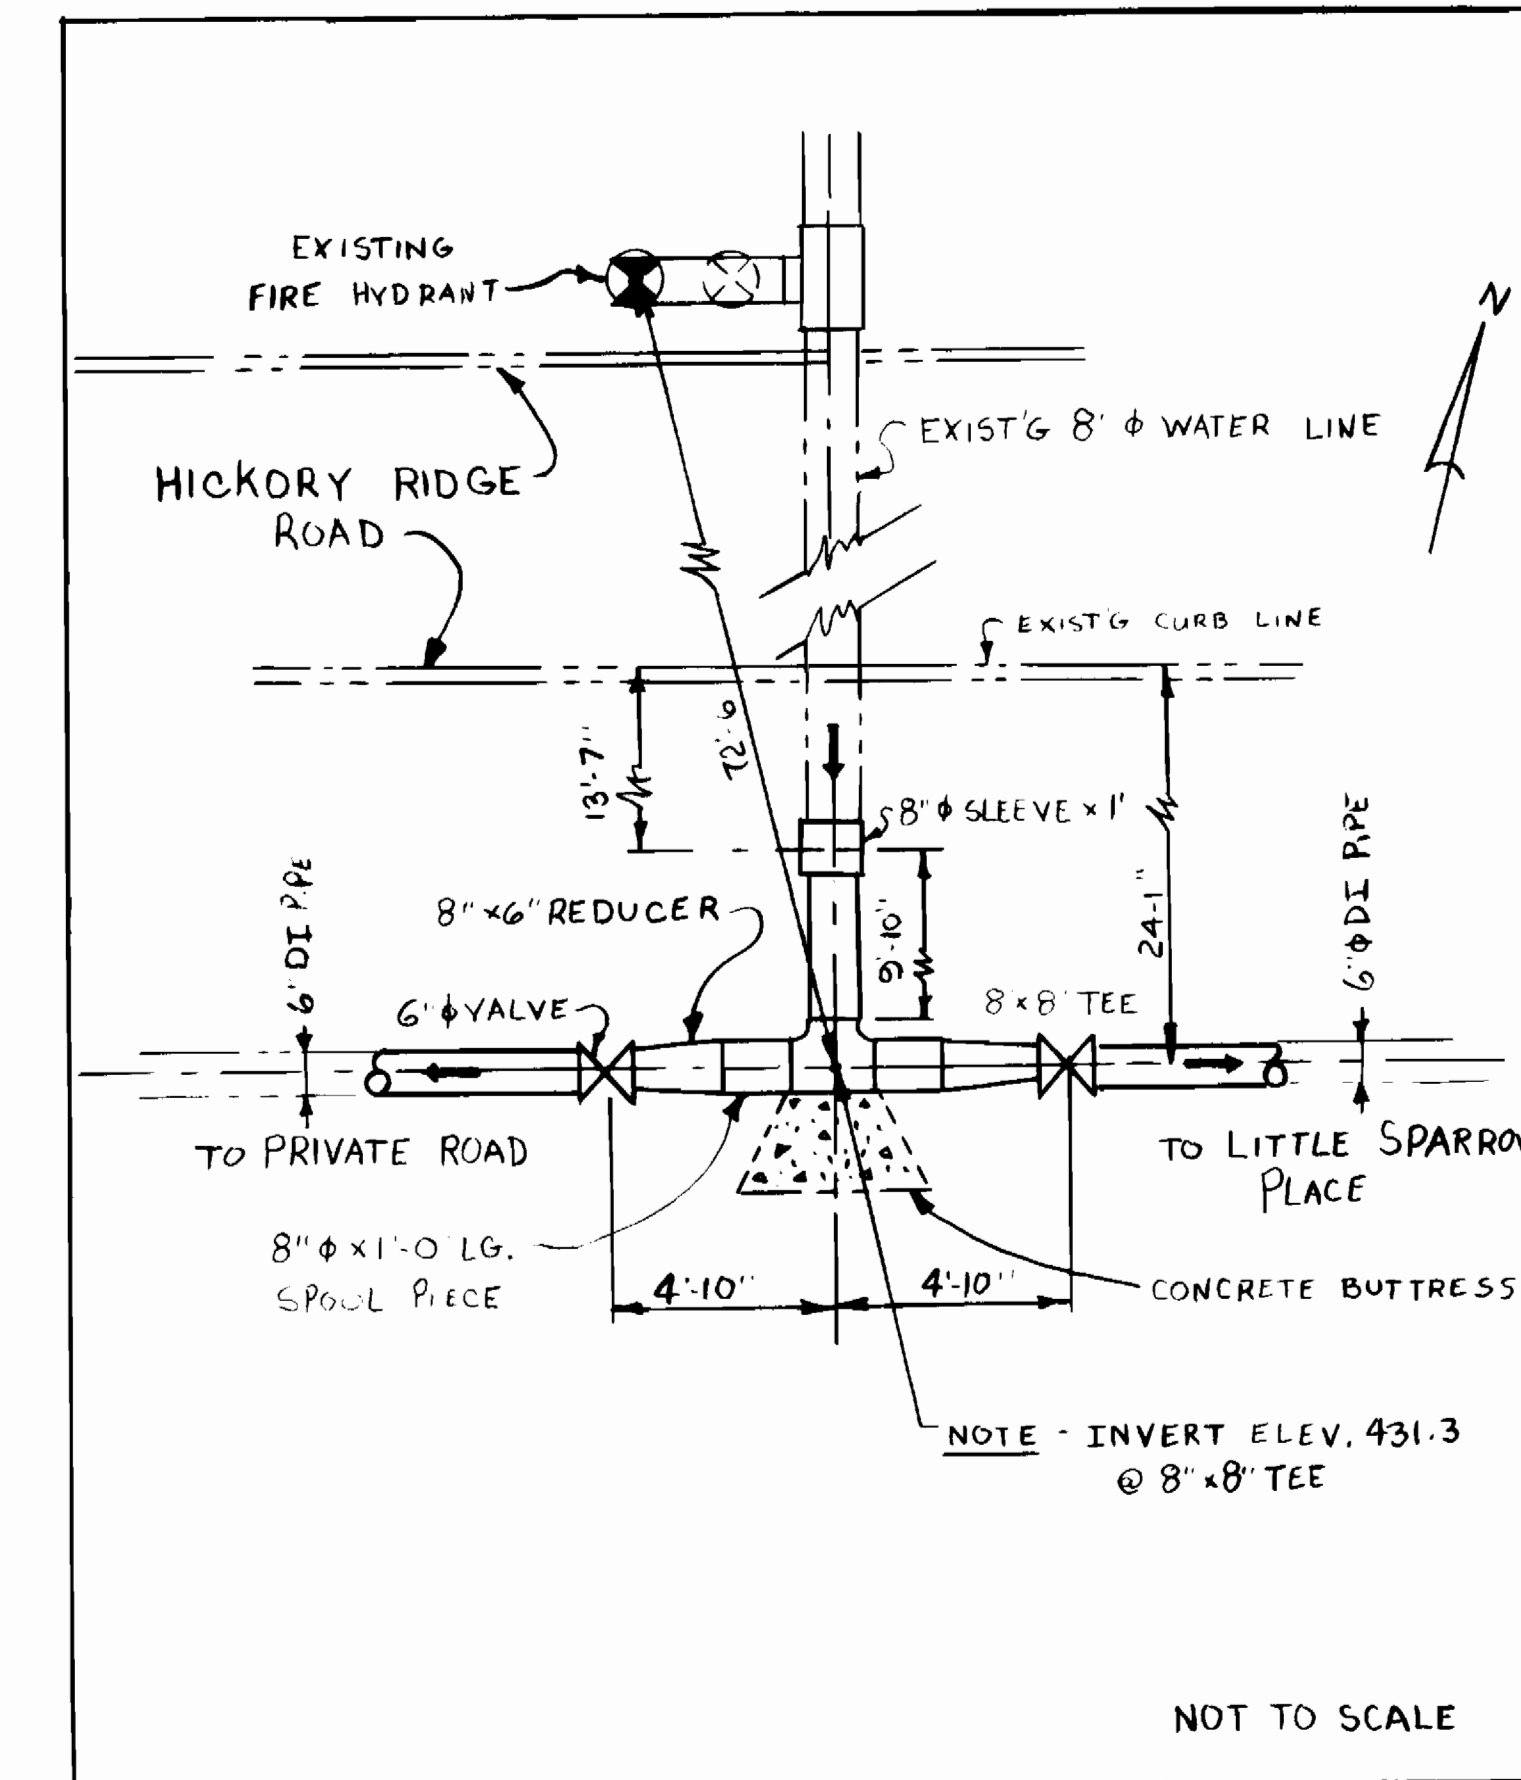 EXISTING
FIRE HYDRANT
N
EXIST'G 8' ϕ WATER LINE
HICKORY RIDGE
ROAD
EXIST'G CURB LINE
13'-7"
72'-6
8" ϕ SLEEVE x 1'
6" DI PIPE
8" x 6" REDUCER
9'-10"
24-1"
6" ϕ DI PIPE
6" ϕ VALVE
8 x 8' TEE
TO PRIVATE ROAD
TO LITTLE SPARROW
PLACE
8" ϕ x 1'-0 LG.
SPOOL PIECE
4'-10"
4'-10"
CONCRETE BUTTRESS
NOTE - INVERT ELEV. 431.3
@ 8" x 8" TEE
NOT TO SCALE